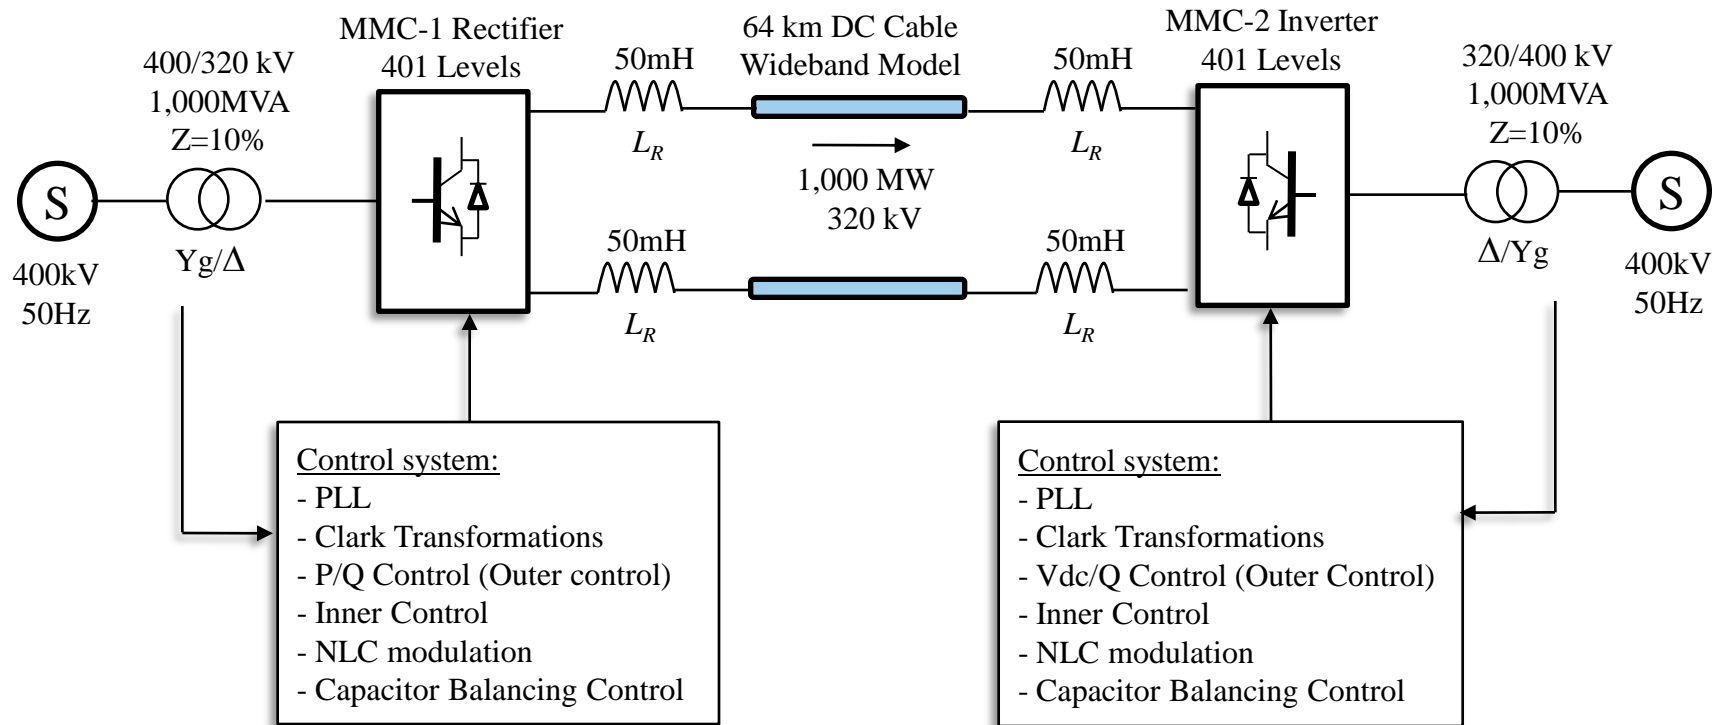 MMC-1 Rectifier
401 Levels
64 km DC Cable
Wideband Model
MMC-2 Inverter
401 Levels
400/320 kV
1,000MVA
Z=10%
50mH
50mH
320/400 kV
1,000MVA
Z=10%
L_R
L_R
1,000 MW
320 kV
S
S
Yg/Δ
Δ/Yg
50mH
50mH
400kV
50Hz
400kV
50Hz
L_R
L_R
Control system:
- PLL
- Clark Transformations
- P/Q Control (Outer control)
- Inner Control
- NLC modulation
- Capacitor Balancing Control
Control system:
- PLL
- Clark Transformations
- Vdc/Q Control (Outer Control)
- Inner Control
- NLC modulation
- Capacitor Balancing Control